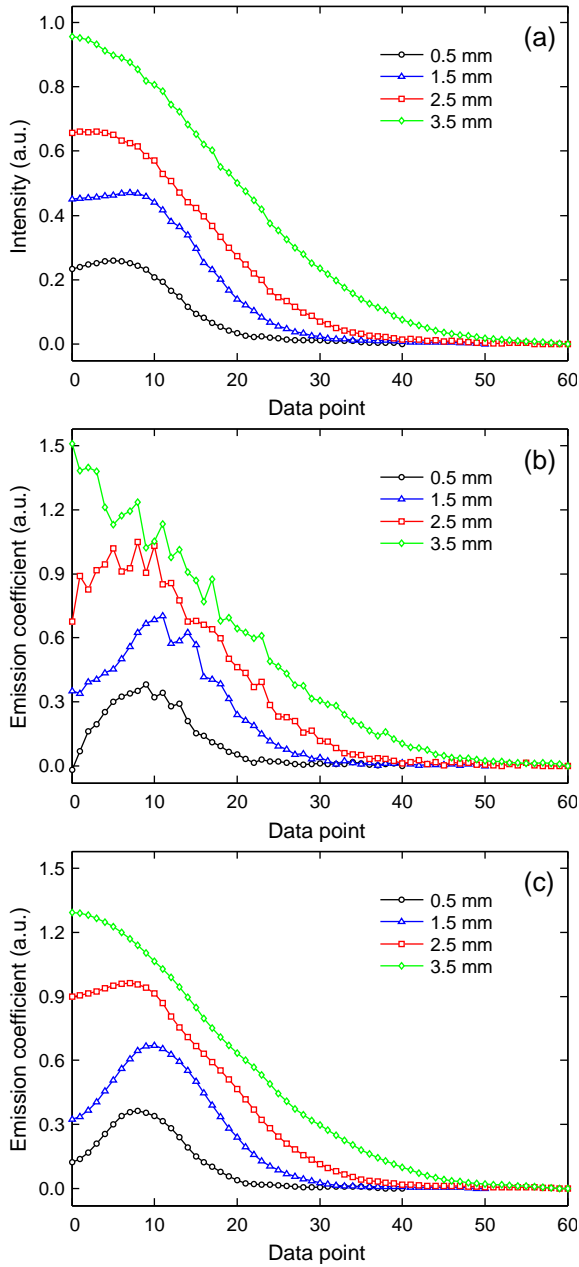 (a)
1.0
0.8
0.6
0.4
0.2
0.0
Intensity (a.u.)
0.5 mm
1.5 mm
2.5 mm
3.5 mm
0 10 20 30 40 50 60
Data point
(b)
1.5
1.2
0.9
0.6
0.3
0.0
Emission coefficient (a.u.)
0.5 mm
1.5 mm
2.5 mm
3.5 mm
0 10 20 30 40 50 60
Data point
(c)
1.5
1.2
0.9
0.6
0.3
0.0
Emission coefficient (a.u.)
0.5 mm
1.5 mm
2.5 mm
3.5 mm
0 10 20 30 40 50 60
Data point